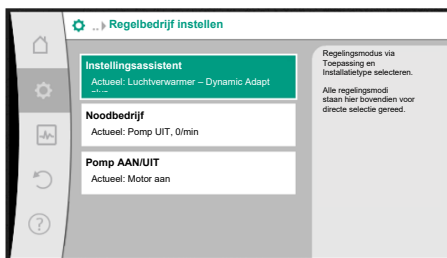 ..▸ Regelbedrijf instellen
Instellingsassistent
Actueel: Luchtverwarmer – Dynamic Adapt
Noodbedrijf
Actueel: Pomp UIT, 0/min
Pomp AAN/UIT
Actueel: Motor aan
Regelingsmodus via
Toepassing en
Installatietype selecteren.
Alle regelingsmodi
staan hier bovendien voor
directe selectie gereed.
?